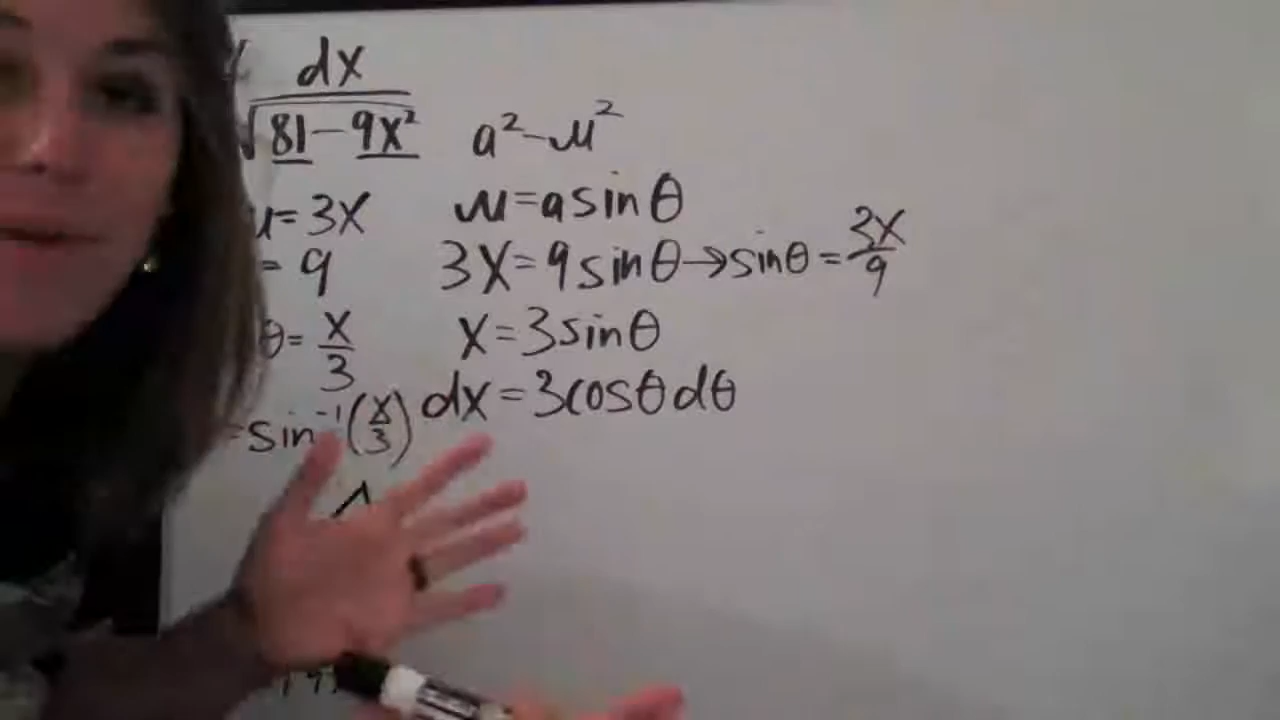 dx
√81-9x² a²-u²
u=3x u=asinθ
=9 3x=9sinθ→sinθ=3x/9
θ=x/3 x=3sinθ
=sin⁻¹(x/3) dx=3cosθdθ